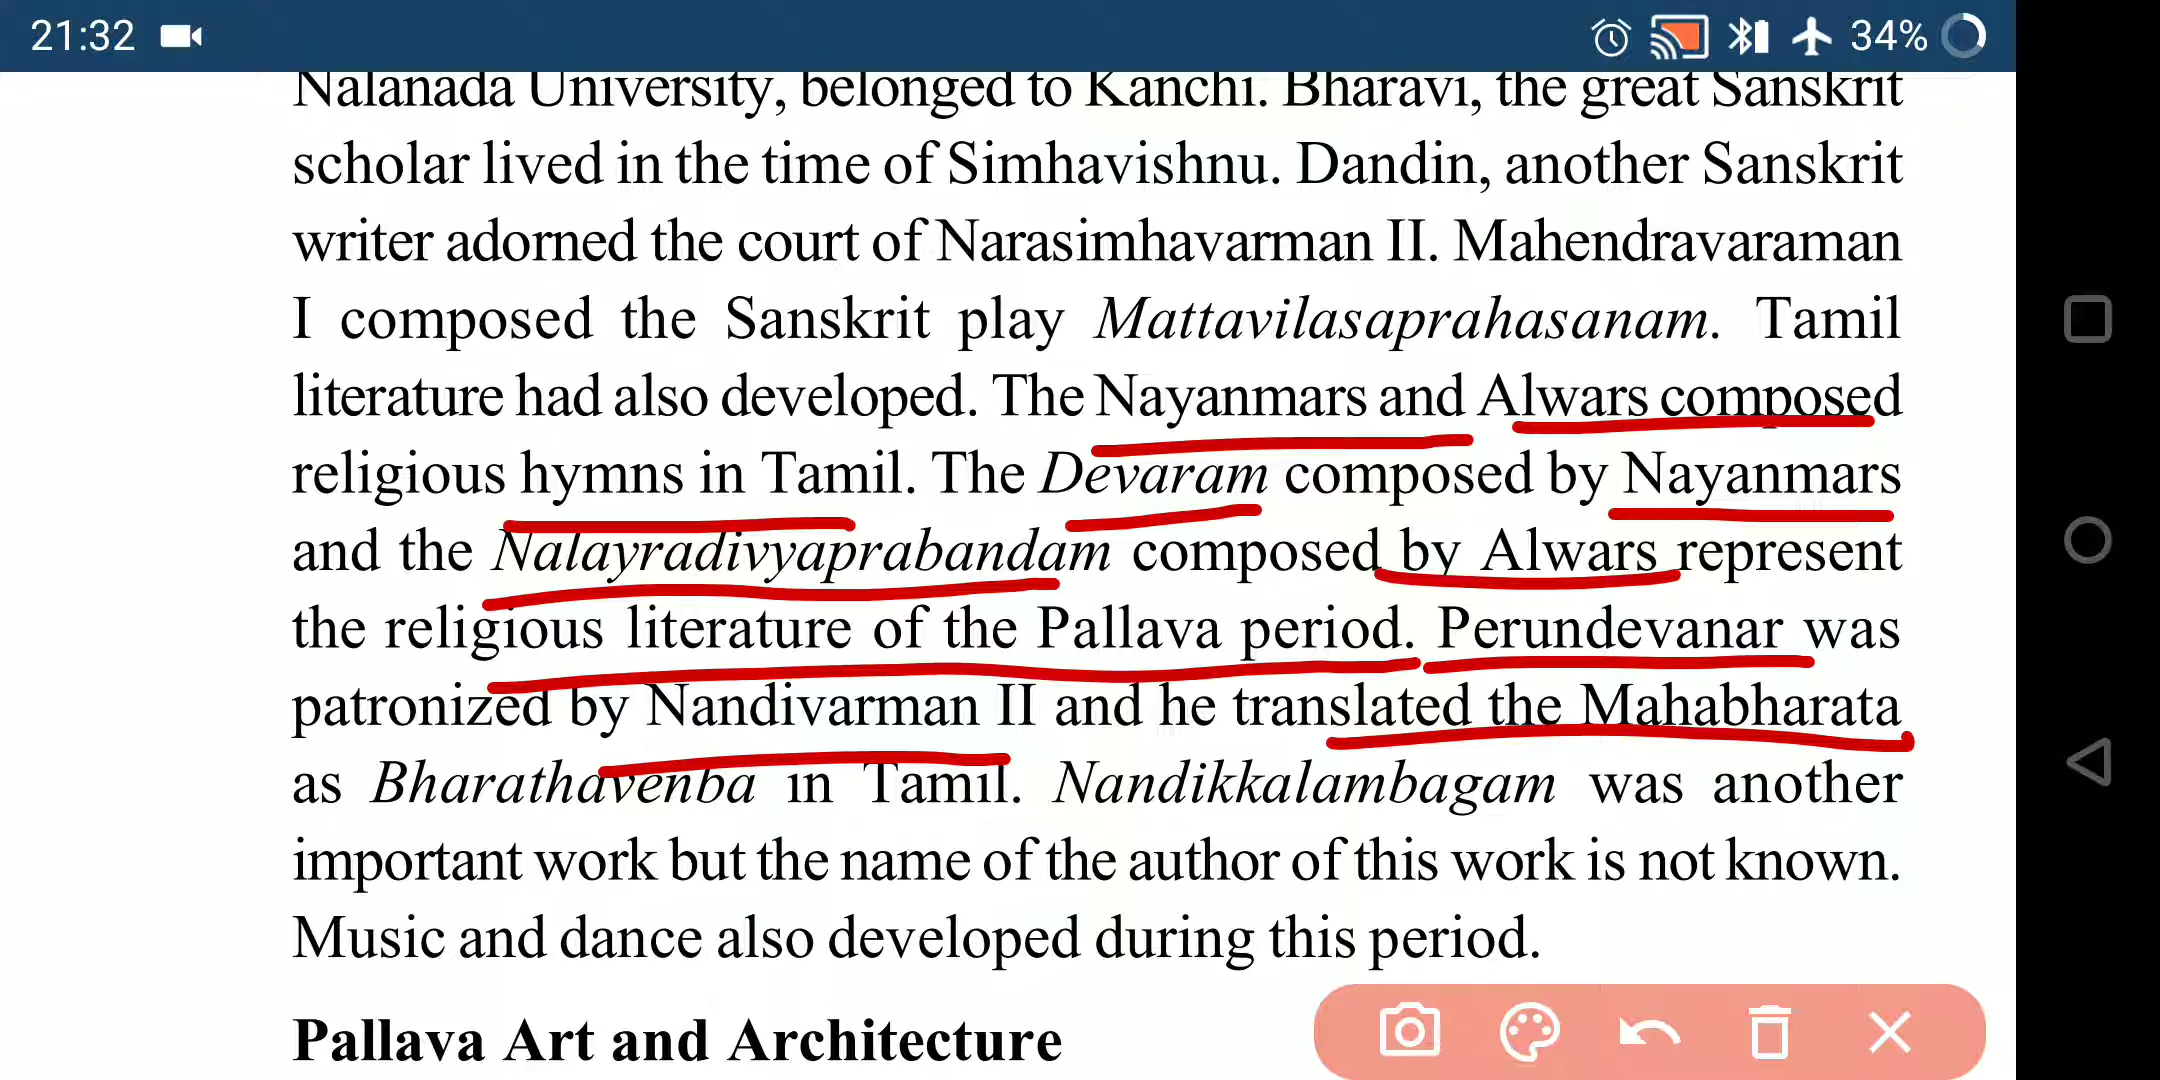 21:32
34%
Nalanada University, belonged to Kanchi. Bharavi, the great Sanskrit
scholar lived in the time of Simhavishnu. Dandin, another Sanskrit
writer adorned the court of Narasimhavarman II. Mahendravaraman
I composed the Sanskrit play Mattavilasaprahasanam. Tamil
literature had also developed. The Nayanmars and Alwars composed
religious hymns in Tamil. The Devaram composed by Nayanmars
and the Nalayradivyaprabandam composed by Alwars represent
the religious literature of the Pallava period. Perundevanar was
patronized by Nandivarman II and he translated the Mahabharata
as Bharathavenba in Tamil. Nandikkalambagam was another
important work but the name of the author of this work is not known.
Music and dance also developed during this period.
Pallava Art and Architecture